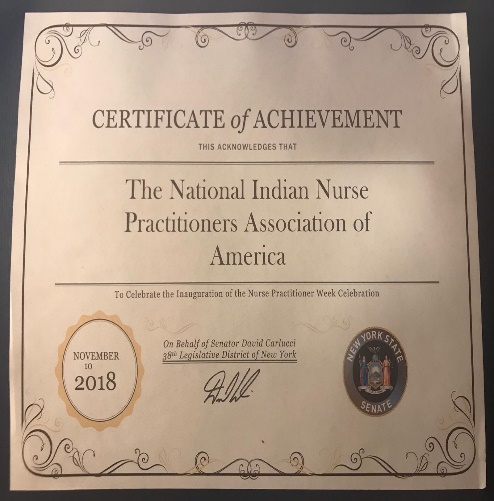 CERTIFICATE of ACHIEVEMENT
THIS ACKNOWLEDGES THAT
The National Indian Nurse
Practitioners Association of
America
To Celebrate the Inauguration of the Nurse Practitioner Week Celebration
NOVEMBER
10
2018
On Behalf of Senator David Carlucci
38th Legislative District of New York
NEW YORK STATE
SENATE